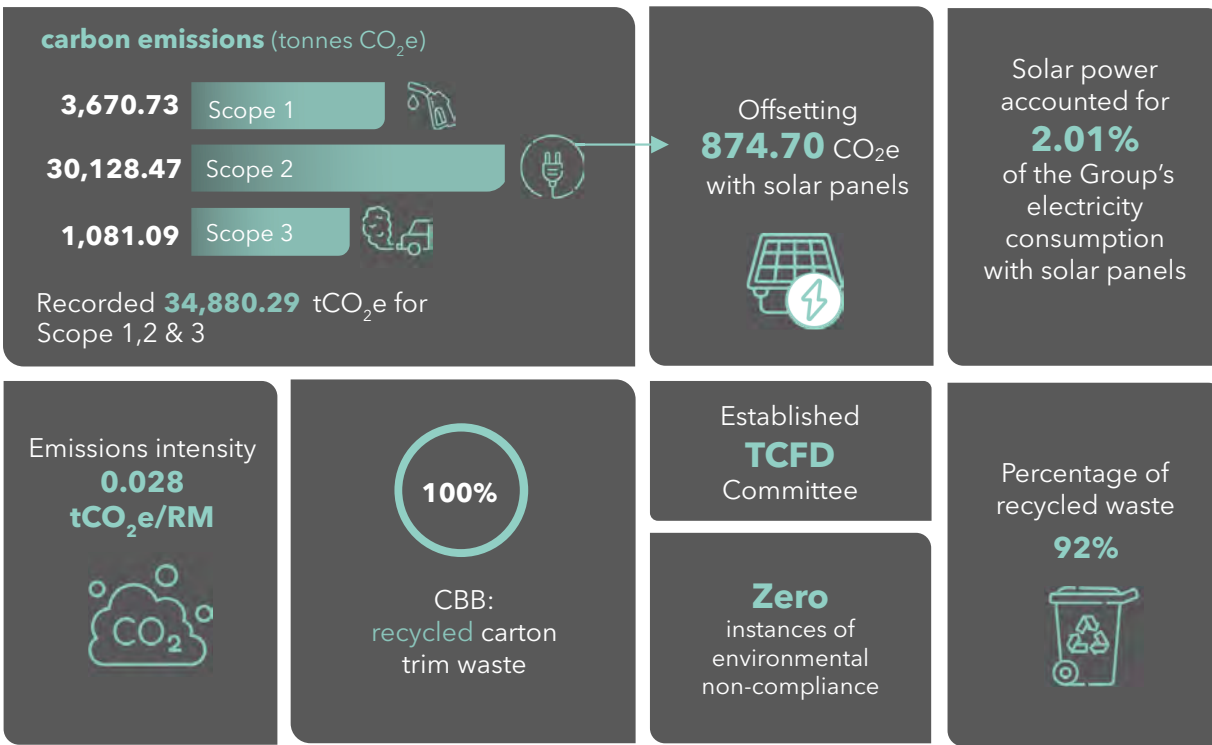 carbon emissions (tonnes CO₂e)
3,670.73 Scope 1
30,128.47 Scope 2
1,081.09 Scope 3
Recorded 34,880.29 tCO₂e for
Scope 1,2 & 3
Offsetting
874.70 CO₂e
with solar panels
Solar power
accounted for
2.01%
of the Group’s
electricity
consumption
with solar panels
Emissions intensity
0.028
tCO₂e/RM
CO₂
100%
CBB:
recycled carton
trim waste
Established
TCFD
Committee
Zero
instances of
environmental
non-compliance
Percentage of
recycled waste
92%